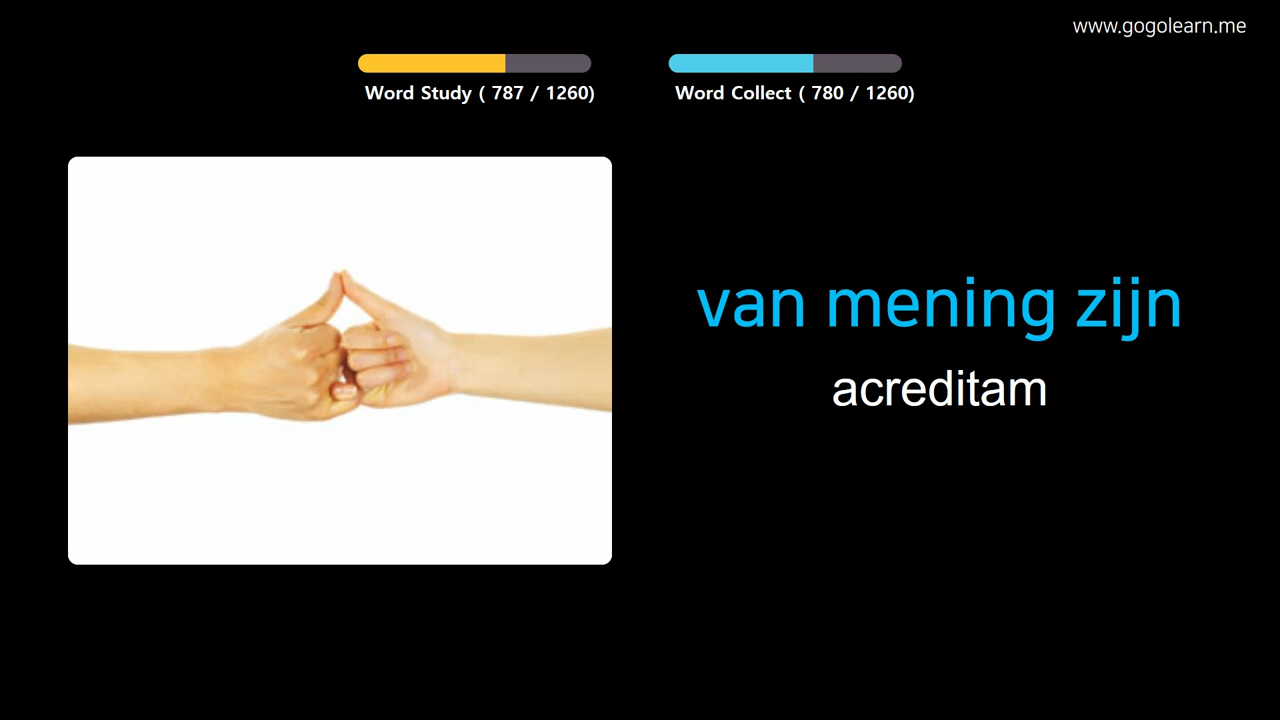 www.gogolearn.me
Word Study ( 787 / 1260)
Word Collect ( 780 / 1260)
van mening zijn
acreditam